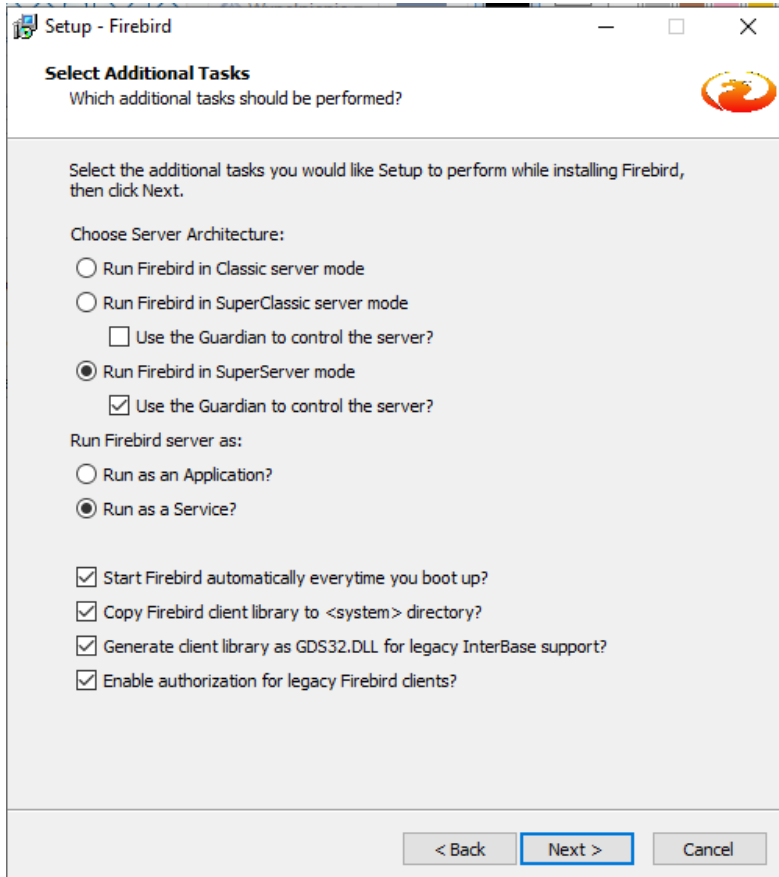 Setup - Firebird
Select Additional Tasks
Which additional tasks should be performed?
Select the additional tasks you would like Setup to perform while installing Firebird,
then click Next.
Choose Server Architecture:
Run Firebird in Classic server mode
Run Firebird in SuperClassic server mode
Use the Guardian to control the server?
Run Firebird in SuperServer mode
Use the Guardian to control the server?
Run Firebird server as:
Run as an Application?
Run as a Service?
Start Firebird automatically everytime you boot up?
Copy Firebird client library to <system> directory?
Generate client library as GDS32.DLL for legacy InterBase support?
Enable authorization for legacy Firebird clients?
< Back Next > Cancel